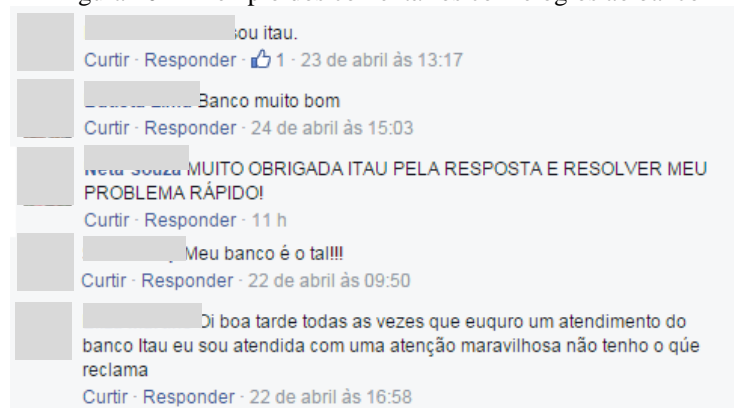 sou itau.
Curtir · Responder · 1 · 23 de abril às 13:17
Banco muito bom
Curtir · Responder · 24 de abril às 15:03
MUITO OBRIGADA ITAU PELA RESPOSTA E RESOLVER MEU
PROBLEMA RÁPIDO!
Curtir · Responder · 11 h
Meu banco é o tal!!!
Curtir · Responder · 22 de abril às 09:50
Oi boa tarde todas as vezes que euquro um atendimento do
banco Itau eu sou atendida com uma atenção maravilhosa não tenho o qúe
reclama
Curtir · Responder · 22 de abril às 16:58